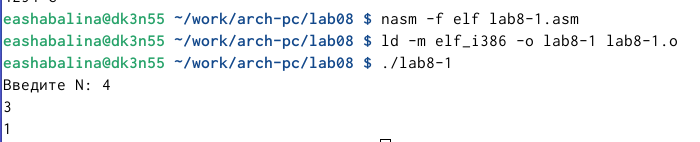 eashabalina@dk3n55 ~/work/arch-pc/lab08 $ nasm -f elf lab8-1.asm
eashabalina@dk3n55 ~/work/arch-pc/lab08 $ ld -m elf_i386 -o lab8-1 lab8-1.o
eashabalina@dk3n55 ~/work/arch-pc/lab08 $ ./lab8-1
Введите N: 4
3
1